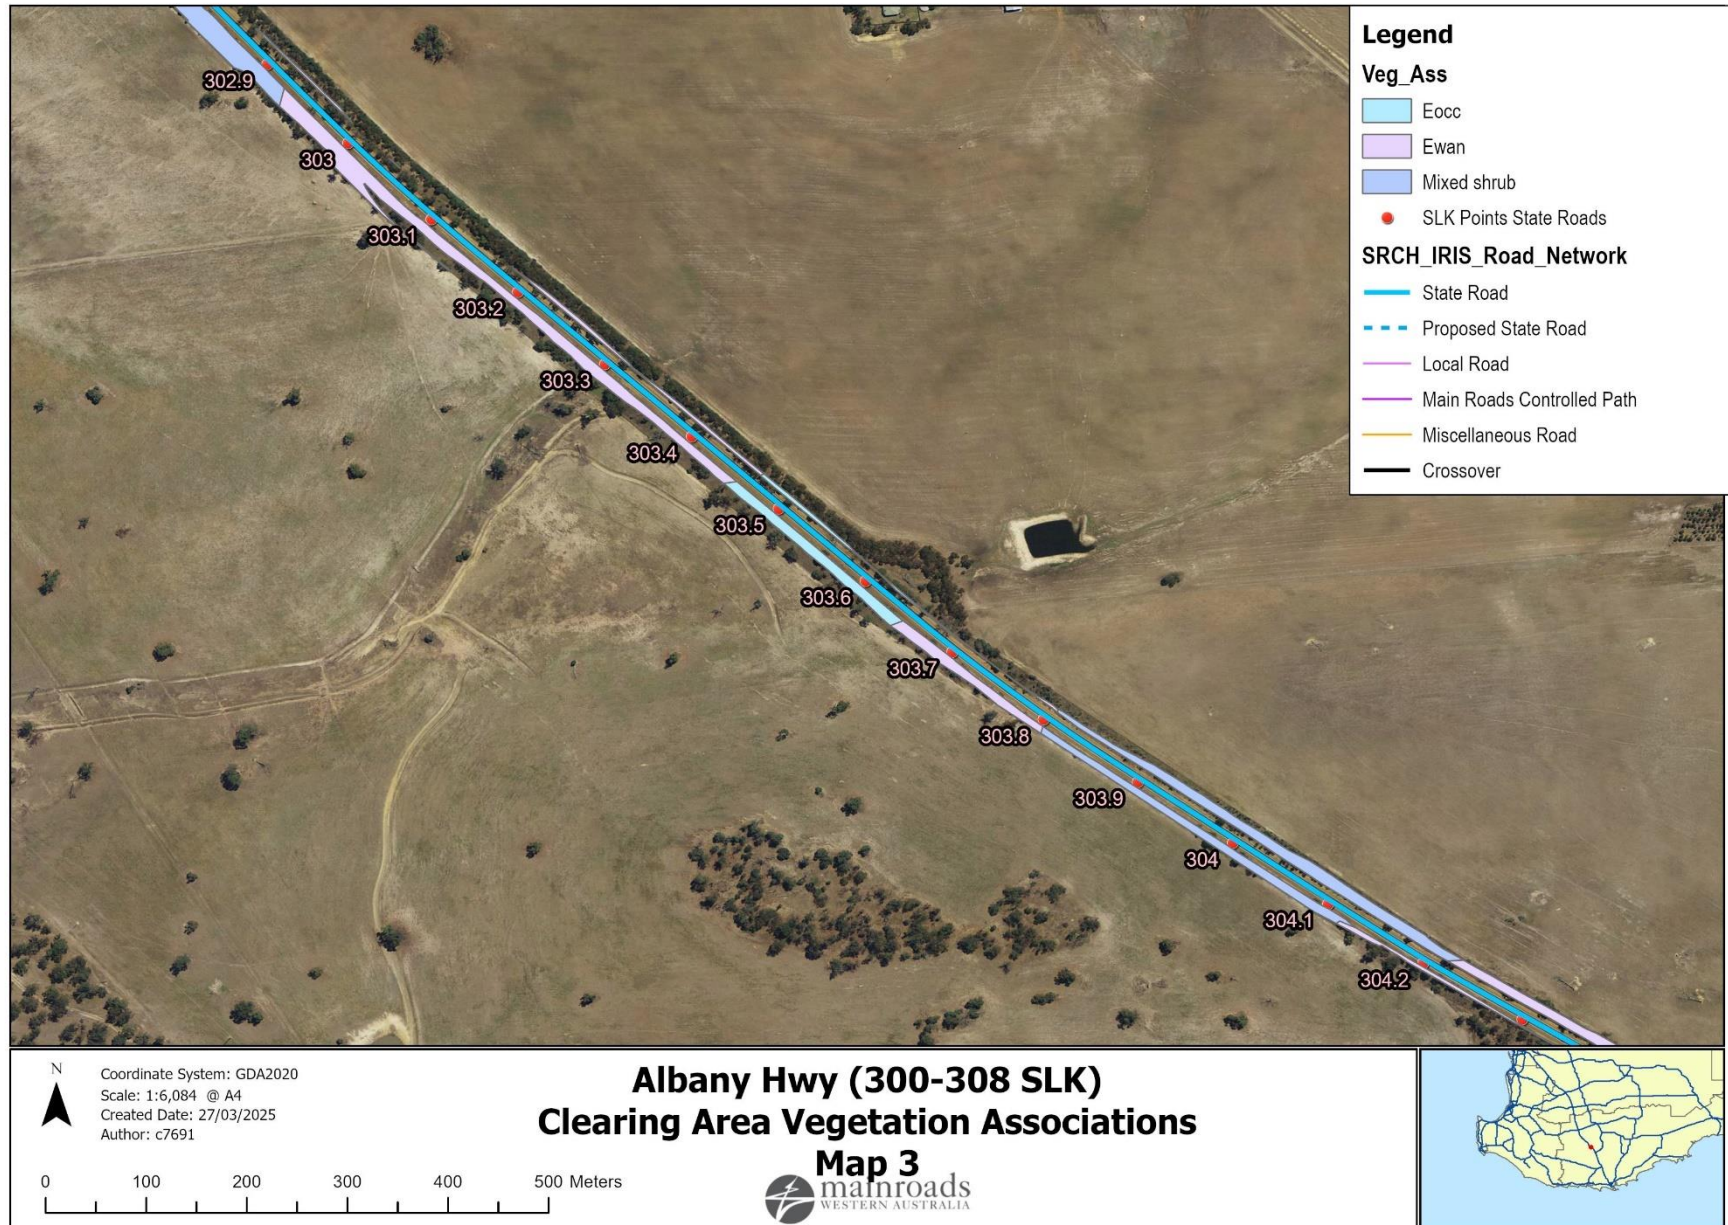 302.9
303
303.1
303.2
303.3
303.4
303.5
303.6
303.7
303.8
303.9
304
304.1
304.2
Legend
Veg_Ass
Eocc
Ewan
Mixed shrub
SLK Points State Roads
SRCH_IRIS_Road_Network
State Road
Proposed State Road
Local Road
Main Roads Controlled Path
Miscellaneous Road
Crossover
N
Coordinate System: GDA2020
Scale: 1:6,084 @ A4
Created Date: 27/03/2025
Author: c7691
0 100 200 300 400 500 Meters
Albany Hwy (300-308 SLK)
Clearing Area Vegetation Associations
Map 3
mainroads
WESTERN AUSTRALIA